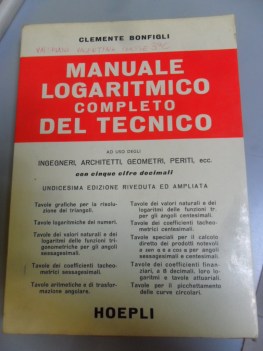 CLEMENTE BONFIGLI
MANUALE
LOGARITMICO
COMPLETO
DEL TECNICO
AD USO DEGLI
INGEGNERI, ARCHITETTI, GEOMETRI, PERITI, ecc.
con cinque cifre decimali
UNDICESIMA EDIZIONE RIVEDUTA ED AMPLIATA
Tavole grafiche per la risoluzione dei triangoli.
Tavole logaritmiche dei numeri.
Tavole dei valori naturali e dei
logaritmi delle funzioni trigonometriche per angoli
sessagesimali.
Tavole dei coefficienti tacheometrici sessagesimali.
Tavole aritmetiche e di trasformazione angolare.
Tavole dei valori naturali e dei
logaritmi delle funzioni tr.
per gli angoli centesimali.
Tavole dei coefficienti tacheometrici centesimali.
Tavole speciali per il calcolo
diretto dei prodotti notevoli
centesimali e sessagesimali.
Tavole dei coefficienti finanziari, a 8 decimali, loro logaritmi e tavole attuariali.
Tavole per il picchettamento
delle curve circolari.
HOEPLI